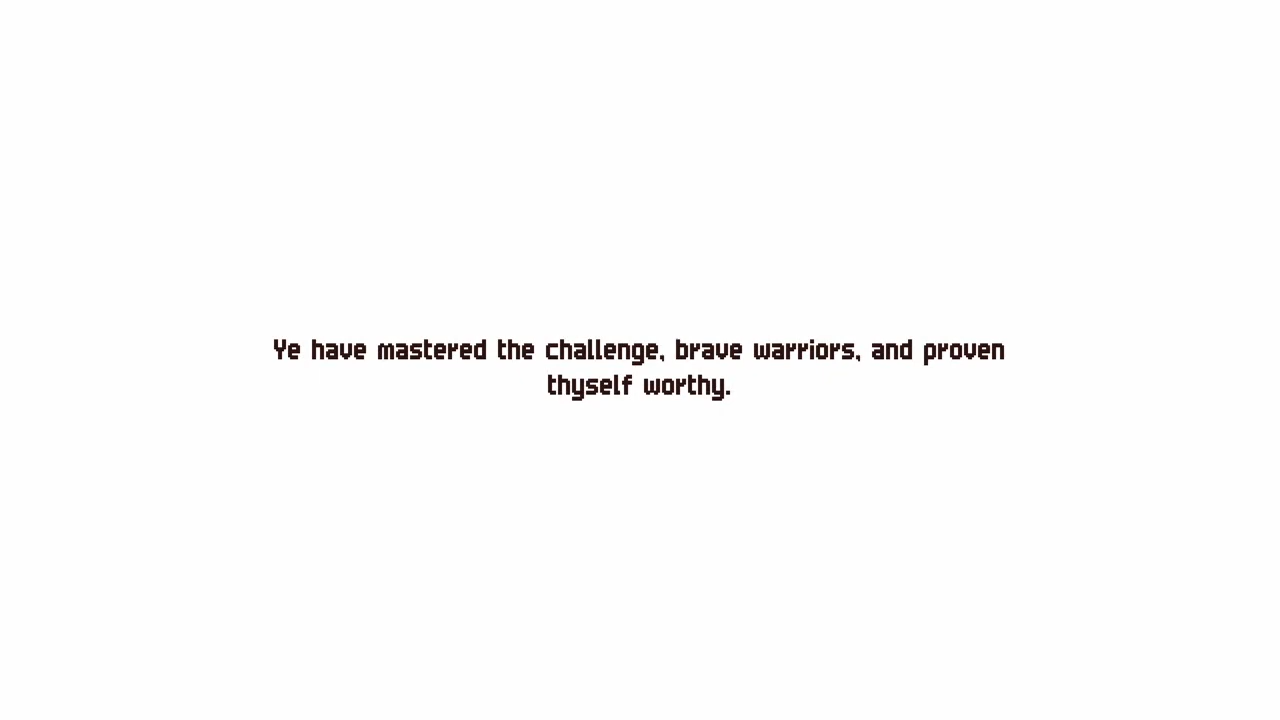 Ye have mastered the challenge, brave warriors, and proven
thyself worthy.